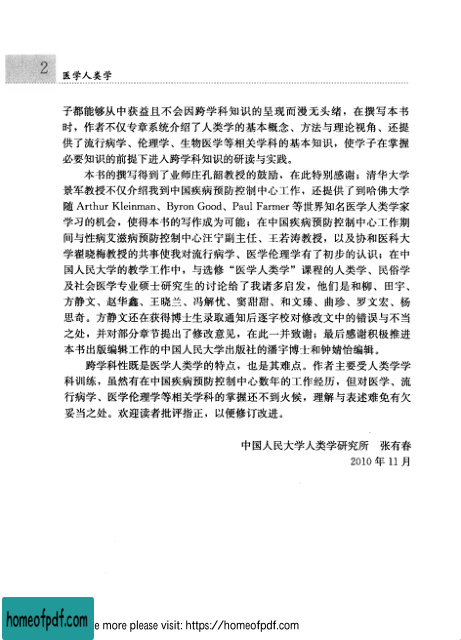 2
医学人类学
子都能够从中获益且不会因跨学科知识的呈现而漫无头绪，在撰写本书
时，作者不仅专章系统介绍了人类学的基本概念、方法与理论视角、还提
供了流行病学、伦理学、生物医学等相关学科的基本知识，使学子在掌握
必要知识的前提下进入跨学科知识的研读与实践。
本书的撰写得到了业师庄孔韶教授的鼓励，在此特别感谢；清华大学
景军教授不仅介绍我到中国疾病预防控制中心工作，还提供了到哈佛大学
随 Arthur Kleinman、Byron Good、Paul Farmer 等世界知名医学人类学家
学习的机会，使得本书的写作成为可能；在中国疾病预防控制中心工作期
间与性病艾滋病预防控制中心汪宁副主任、王若涛教授，以及协和医科大
学翟晓梅教授的共事使我对流行病学、医学伦理学有了初步的认识；在中
国人民大学的教学工作中，与选修“医学人类学”课程的人类学、民俗学
及社会医学专业硕士研究生的讨论给了我诸多启发，他们是和柳、田宇、
方静文、赵华鑫、王晓兰、冯解忧、窦甜甜、和文臻、曲珍、罗文宏、杨
思奇。方静文还在获得博士生录取通知后逐字校对修改文中的错误与不当
之处，并对部分章节提出了修改意见，在此一并致谢；最后感谢积极推进
本书出版编辑工作的中国人民大学出版社的潘宇博士和钟婧怡编辑。
跨学科性既是医学人类学的特点，也是其难点。作者主要受人类学学
科训练，虽然有在中国疾病预防控制中心数年的工作经历，但对医学、流
行病学、医学伦理学等相关学科的掌握还不到火候，理解与表述难免有欠
妥当之处。欢迎读者批评指正，以便修订改进。
中国人民大学人类学研究所 张有春
2010 年 11 月
homeofpdf.com
e more please visit: https://homeofpdf.com